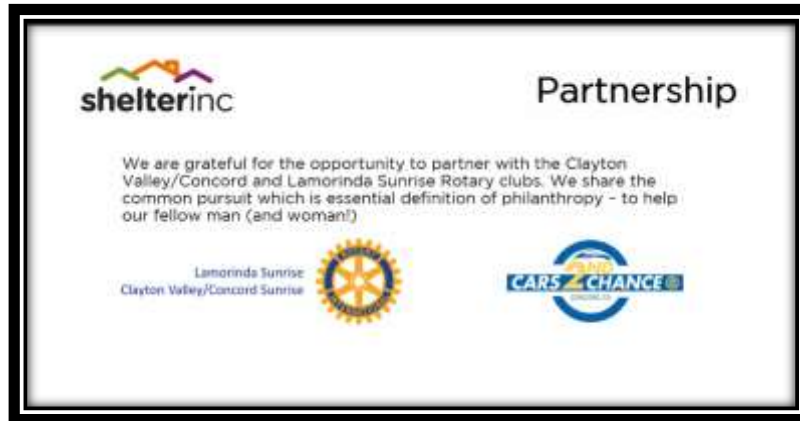 shelterinc
Partnership
We are grateful for the opportunity to partner with the Clayton
Valley/Concord and Lamorinda Sunrise Rotary clubs. We share the
common pursuit which is essential definition of philanthropy – to help
our fellow man (and woman!)
Lamorinda Sunrise
Clayton Valley/Concord Sunrise
ROTARY
INTERNATIONAL
2ND
CARS CHANCE